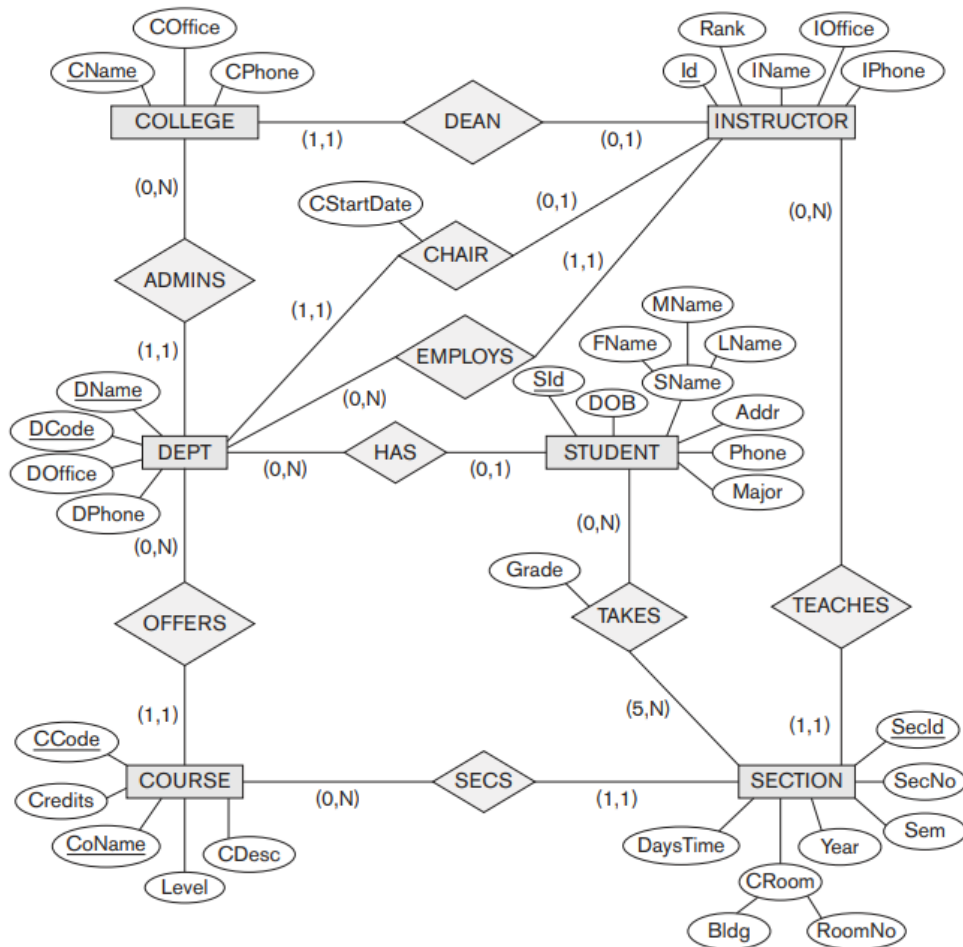 COffice
Rank
IOffice
CName
CPhone
Id
IName
IPhone
COLLEGE
DEAN
INSTRUCTOR
(1,1)
(0,1)
(0,N)
CStartDate
(0,1)
(0,N)
CHAIR
ADMINS
(1,1)
(1,1)
MName
(1,1)
FName
LName
EMPLOYS
SId
SName
DName
(0,N)
DOB
Addr
DCode
DEPT
HAS
STUDENT
Phone
DOffice
(0,N)
(0,1)
Major
DPhone
(0,N)
(0,N)
Grade
OFFERS
TAKES
TEACHES
(1,1)
(5,N)
(1,1)
SecId
CCode
COURSE
SECS
SECTION
SecNo
Credits
(0,N)
(1,1)
CoName
CDesc
DaysTime
Year
Sem
Level
CRoom
Bldg
RoomNo